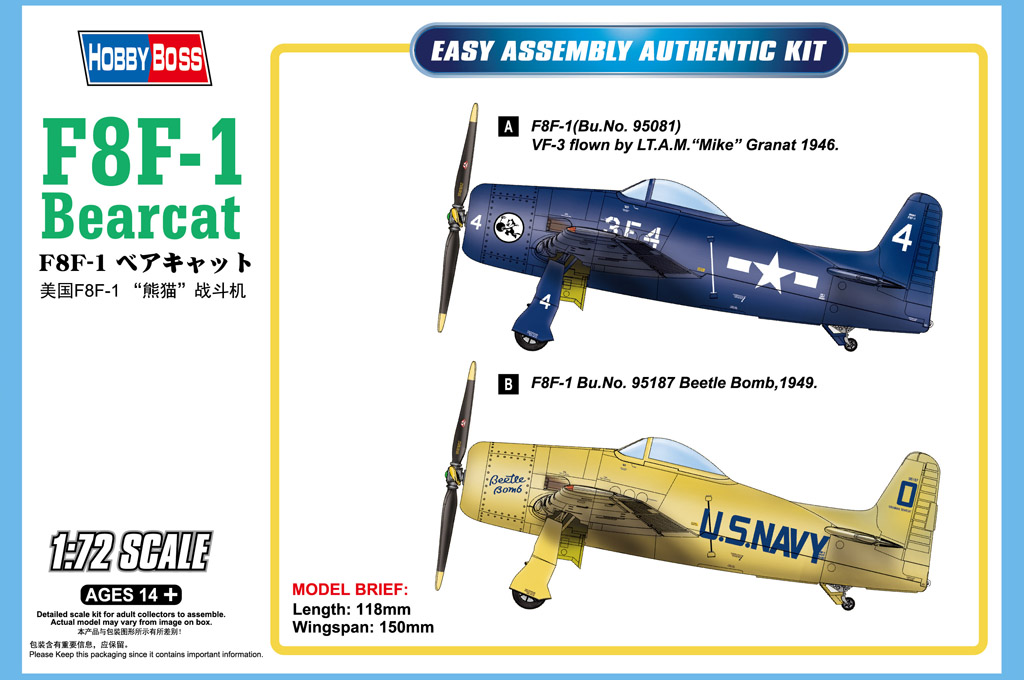 HOBBY BOSS
EASY ASSEMBLY AUTHENTIC KIT
F8F-1
Bearcat
F8F-1 ベアキャット
美国F8F-1 “熊猫”战斗机
A
F8F-1(Bu.No. 95081)
VF-3 flown by LT.A.M.“Mike” Granat 1946.
4
3F4
4
4
B
F8F-1 Bu.No. 95187 Beetle Bomb,1949.
Beetle
Bomb
U.S.NAVY
0
1:72 SCALE
AGES 14 +
Detailed scale kit for adult collectors to assemble.
Actual model may vary from image on box.
本产品与包装图形所示有所差别!
包装含有重要信息，应保留。
Please Keep this packaging since it contains important information.
MODEL BRIEF:
Length: 118mm
Wingspan: 150mm